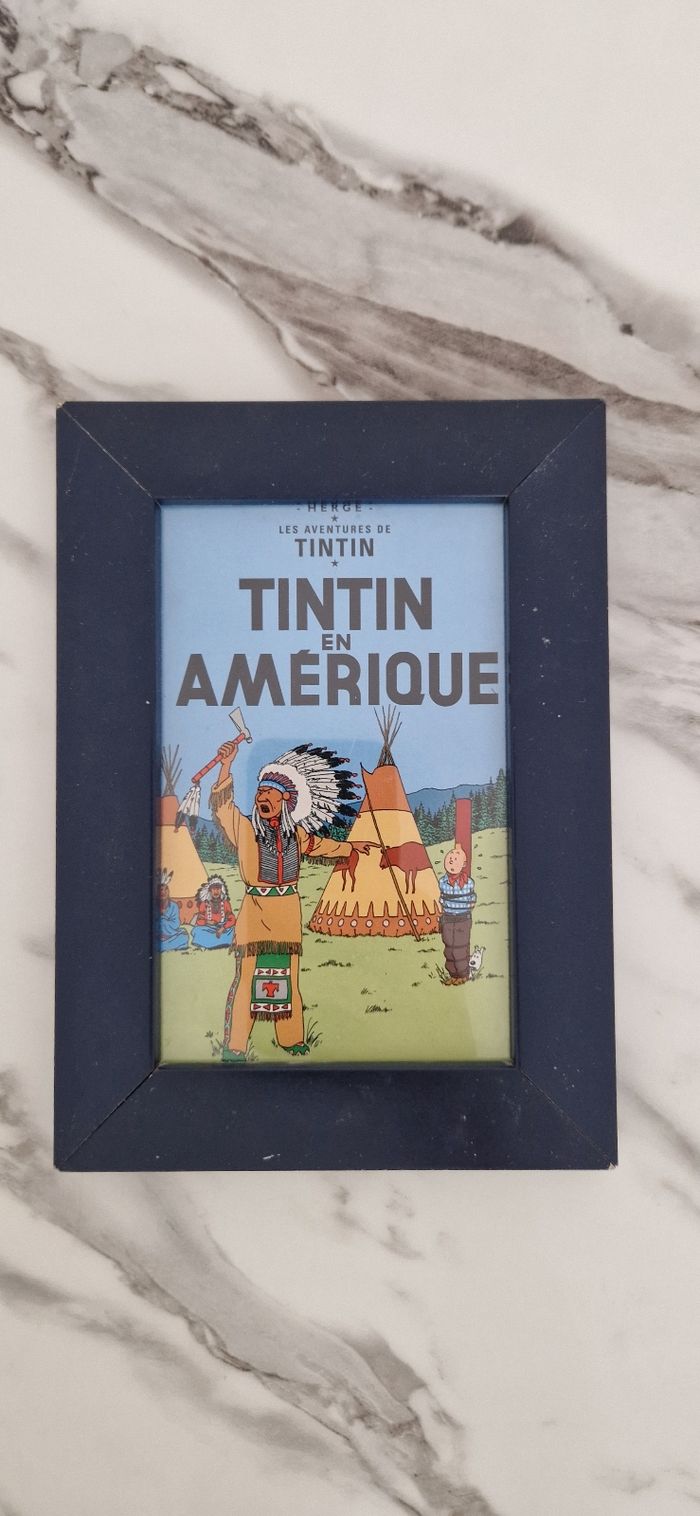 - HERGÉ -
LES AVENTURES DE
TINTIN
TINTIN
EN
AMÉRIQUE